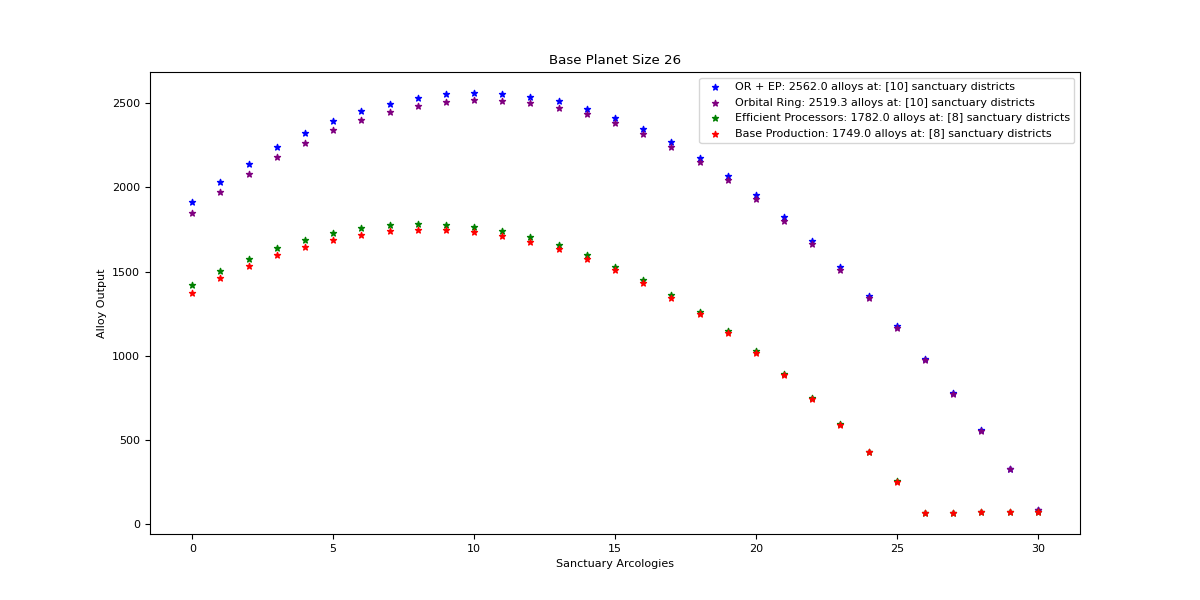 Base Planet Size 26
OR + EP: 2562.0 alloys at: [10] sanctuary districts
Orbital Ring: 2519.3 alloys at: [10] sanctuary districts
Efficient Processors: 1782.0 alloys at: [8] sanctuary districts
Base Production: 1749.0 alloys at: [8] sanctuary districts
Alloy Output
2500
2000
1500
1000
500
0
0 5 10 15 20 25 30
Sanctuary Arcologies